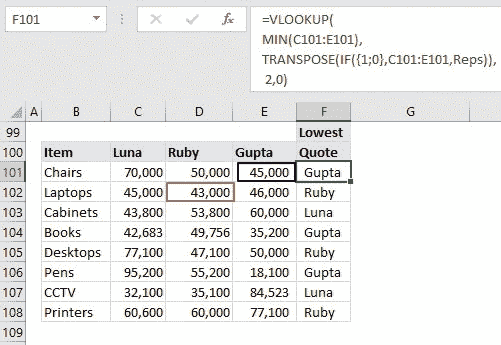 F101
fx
=VLOOKUP(
MIN(C101:E101),
TRANSPOSE(IF({1;0},C101:E101,Reps)),
2,0)
A B C D E F G
99 Lowest
100 Item Luna Ruby Gupta Quote
101 Chairs 70,000 50,000 45,000 Gupta
102 Laptops 45,000 43,000 46,000 Ruby
103 Cabinets 43,800 53,800 60,000 Luna
104 Books 42,683 49,756 35,200 Gupta
105 Desktops 77,100 47,100 50,000 Ruby
106 Pens 95,200 55,200 18,100 Gupta
107 CCTV 32,100 35,100 84,523 Luna
108 Printers 60,600 60,000 77,100 Ruby
109